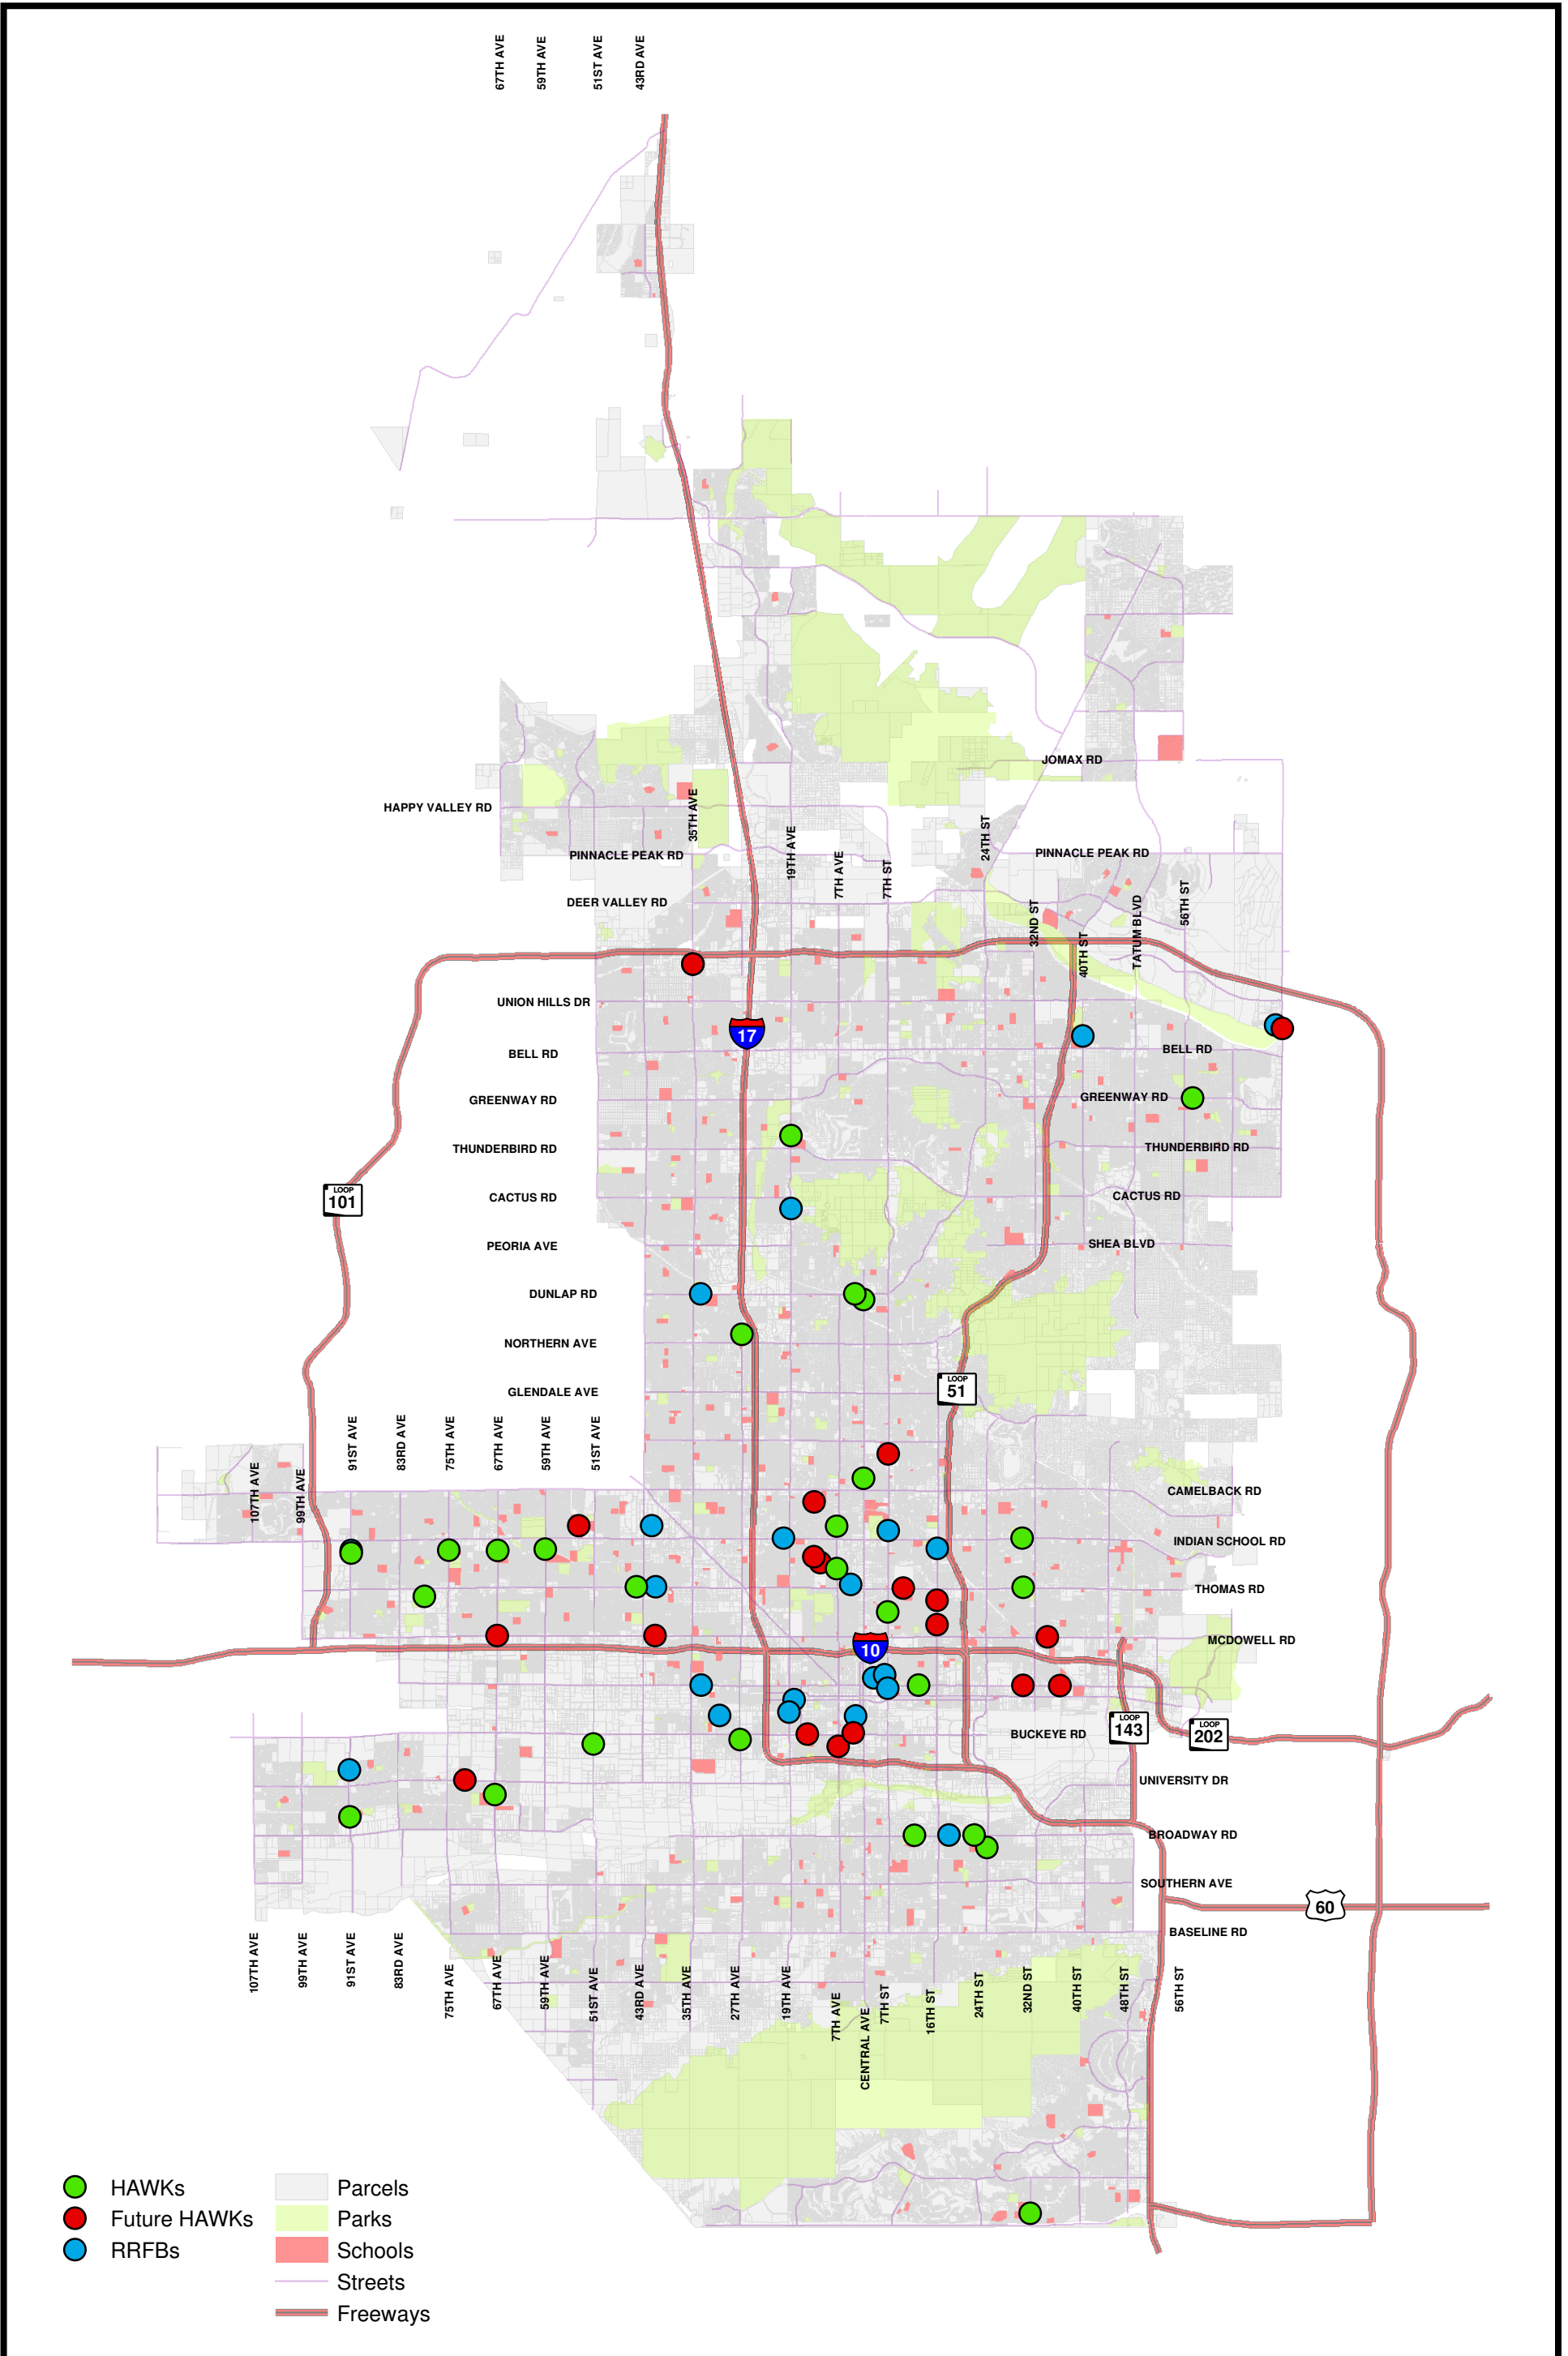 67TH AVE
59TH AVE
51ST AVE
43RD AVE
JOMAX RD
HAPPY VALLEY RD
35TH AVE
19TH AVE
7TH AVE
7TH ST
24TH ST
PINNACLE PEAK RD
PINNACLE PEAK RD
DEER VALLEY RD
32ND ST
40TH ST
TATUM BLVD
56TH ST
UNION HILLS DR
17
BELL RD
BELL RD
GREENWAY RD
GREENWAY RD
THUNDERBIRD RD
THUNDERBIRD RD
LOOP
101
CACTUS RD
CACTUS RD
PEORIA AVE
SHEA BLVD
DUNLAP RD
NORTHERN AVE
GLENDALE AVE
LOOP
51
107TH AVE
99TH AVE
91ST AVE
83RD AVE
75TH AVE
67TH AVE
59TH AVE
51ST AVE
CAMELBACK RD
INDIAN SCHOOL RD
THOMAS RD
MCDOWELL RD
10
BUCKEYE RD
LOOP
143
LOOP
202
UNIVERSITY DR
BROADWAY RD
SOUTHERN AVE
60
BASELINE RD
107TH AVE
99TH AVE
91ST AVE
83RD AVE
75TH AVE
67TH AVE
59TH AVE
51ST AVE
43RD AVE
35TH AVE
27TH AVE
19TH AVE
7TH AVE
CENTRAL AVE
7TH ST
16TH ST
24TH ST
32ND ST
40TH ST
48TH ST
56TH ST
HAWKs
Future HAWKs
RRFBs
Parcels
Parks
Schools
Streets
Freeways